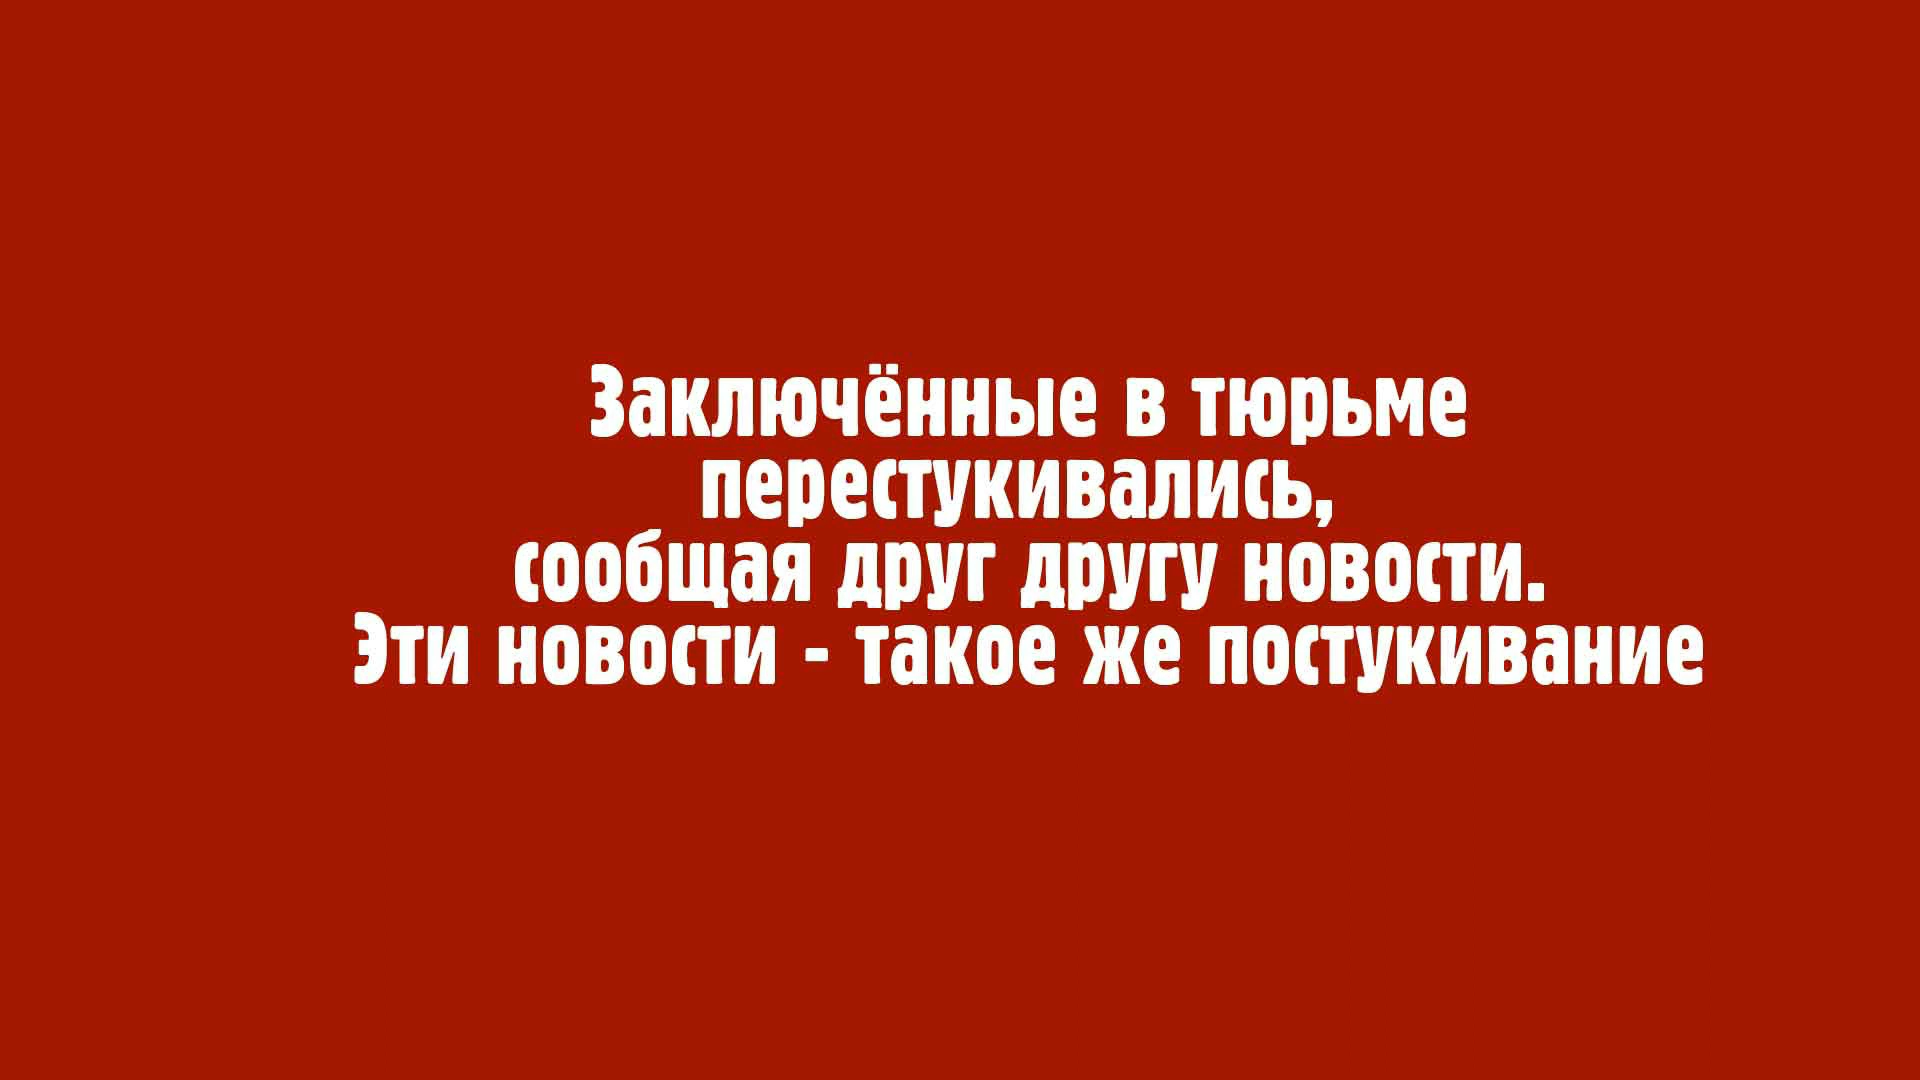 Заключённые в тюрьме
перестукивались,
сообщая друг другу новости.
Эти новости - такое же постукивание